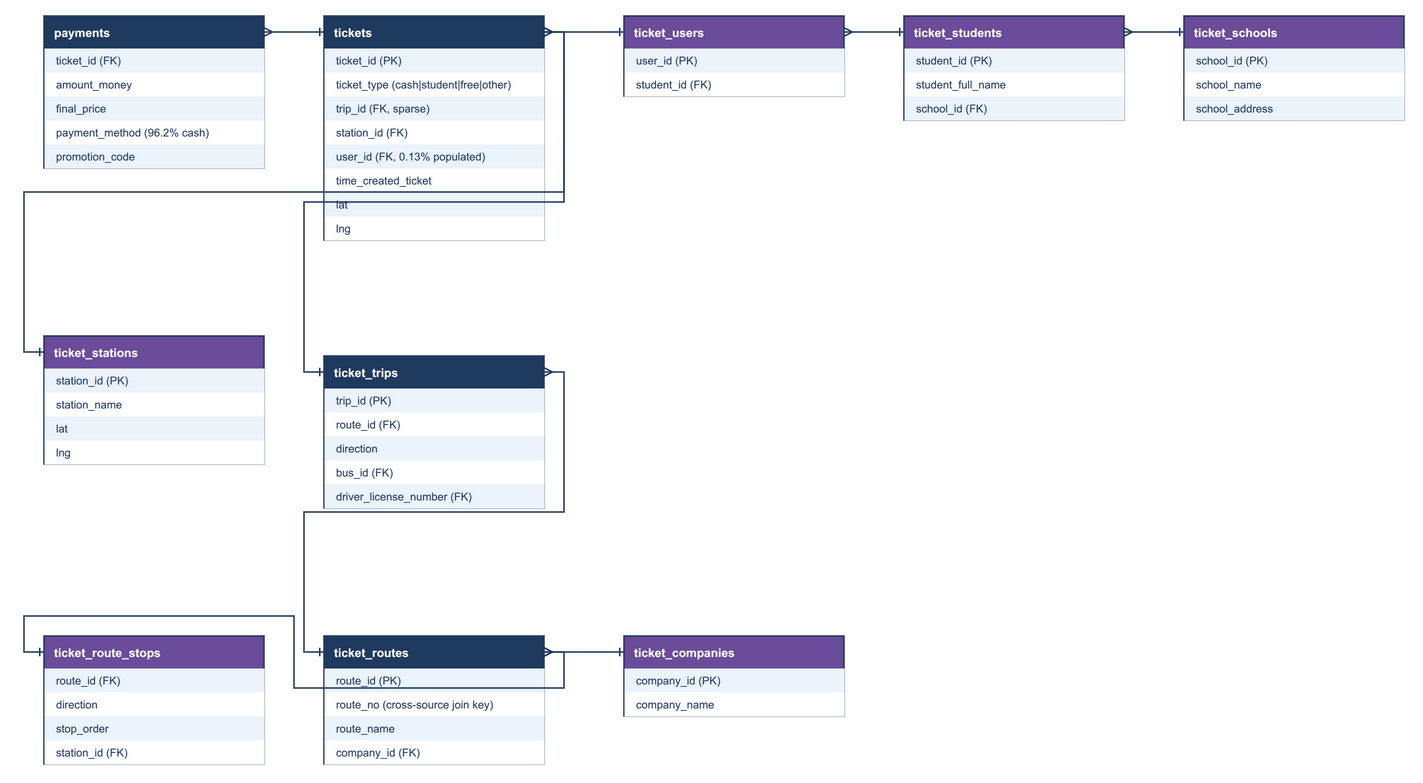 payments
ticket_id (FK)
amount_money
final_price
payment_method (96.2% cash)
promotion_code
tickets
ticket_id (PK)
ticket_type (cash|student|free|other)
trip_id (FK, sparse)
station_id (FK)
user_id (FK, 0.13% populated)
time_created_ticket
lat
lng
ticket_users
user_id (PK)
student_id (FK)
ticket_students
student_id (PK)
student_full_name
school_id (FK)
ticket_schools
school_id (PK)
school_name
school_address
ticket_stations
station_id (PK)
station_name
lat
lng
ticket_trips
trip_id (PK)
route_id (FK)
direction
bus_id (FK)
driver_license_number (FK)
ticket_route_stops
route_id (FK)
direction
stop_order
station_id (FK)
ticket_routes
route_id (PK)
route_no (cross-source join key)
route_name
company_id (FK)
ticket_companies
company_id (PK)
company_name